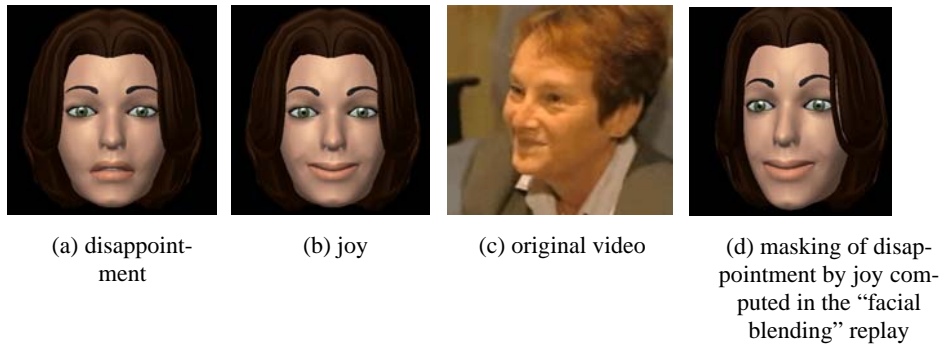 (a) disappoint-
ment
(b) joy
(c) original video
(d) masking of disap-
pointment by joy com-
puted in the “facial
blending” replay